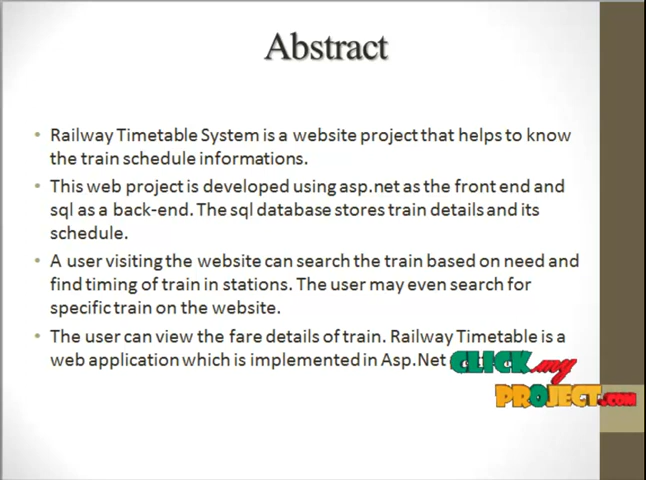 Abstract
• Railway Timetable System is a website project that helps to know
the train schedule informations.
• This web project is developed using asp.net as the front end and
sql as a back-end. The sql database stores train details and its
schedule.
• A user visiting the website can search the train based on need and
find timing of train in stations. The user may even search for
specific train on the website.
• The user can view the fare details of train. Railway Timetable is a
web application which is implemented in Asp.Net
CLICK my
PROJECT.COM